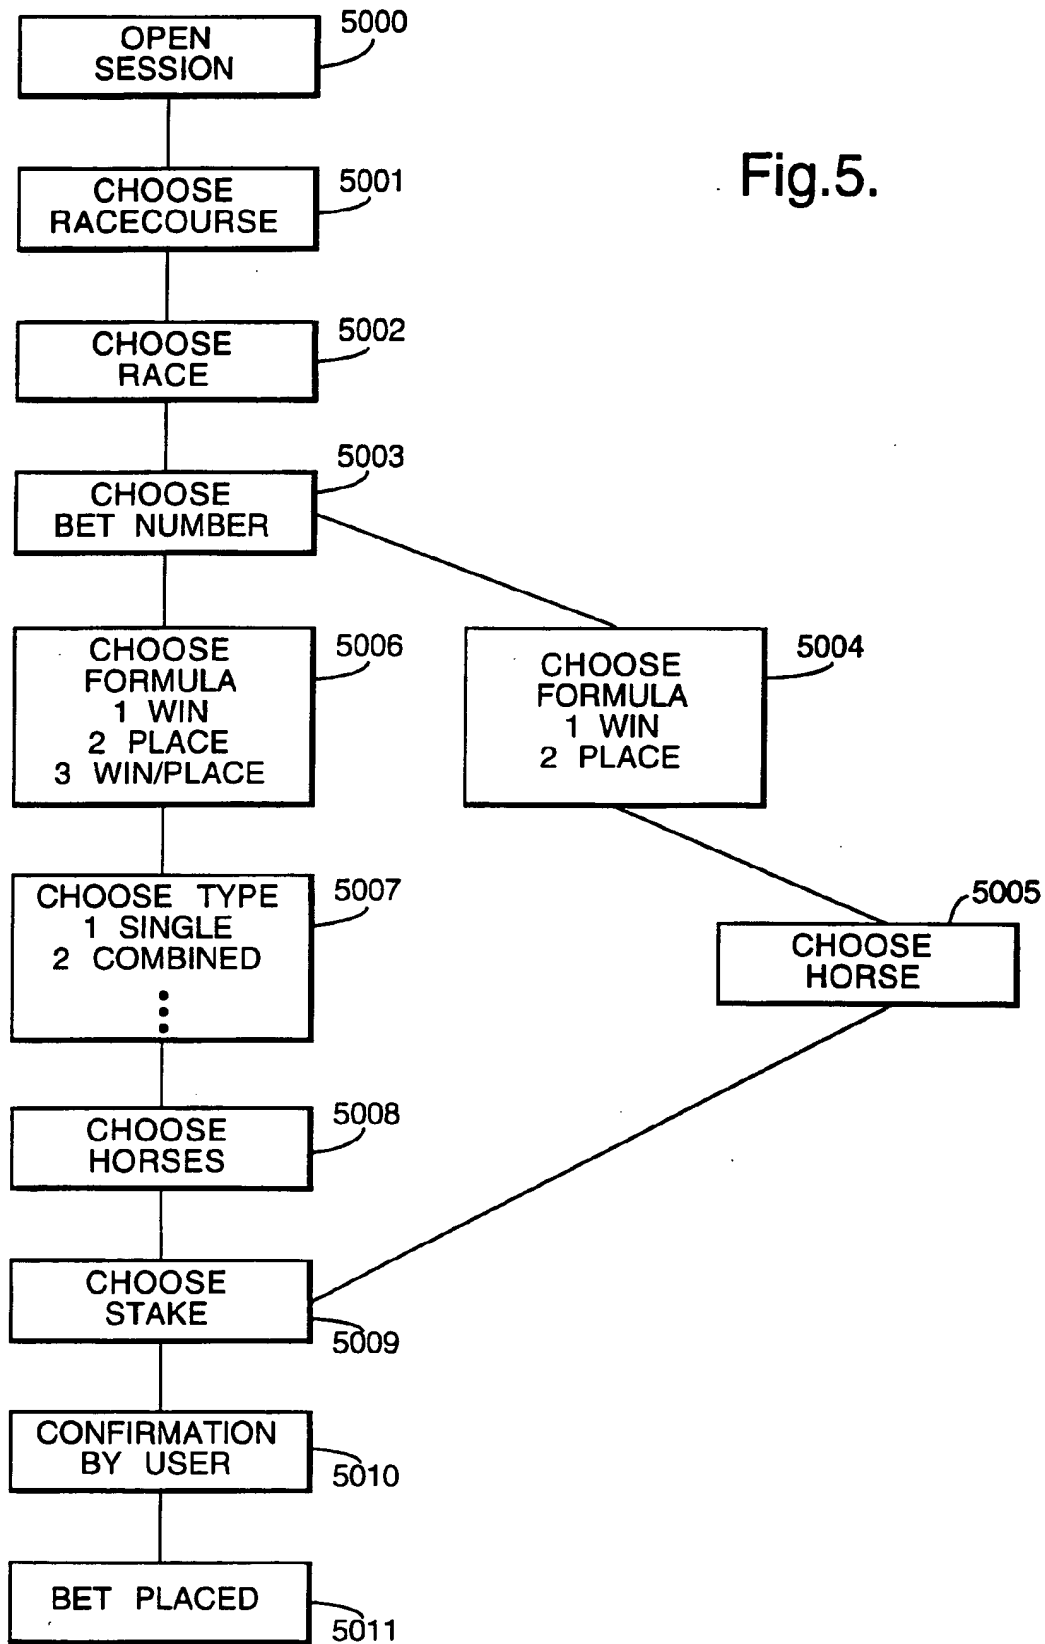 OPEN
SESSION
5000
Fig.5.
CHOOSE
RACECOURSE
5001
CHOOSE
RACE
5002
CHOOSE
BET NUMBER
5003
CHOOSE
FORMULA
1 WIN
2 PLACE
3 WIN/PLACE
5006
CHOOSE
FORMULA
1 WIN
2 PLACE
5004
CHOOSE TYPE
1 SINGLE
2 COMBINED
5007
CHOOSE
HORSE
5005
CHOOSE
HORSES
5008
CHOOSE
STAKE
5009
CONFIRMATION
BY USER
5010
BET PLACED
5011